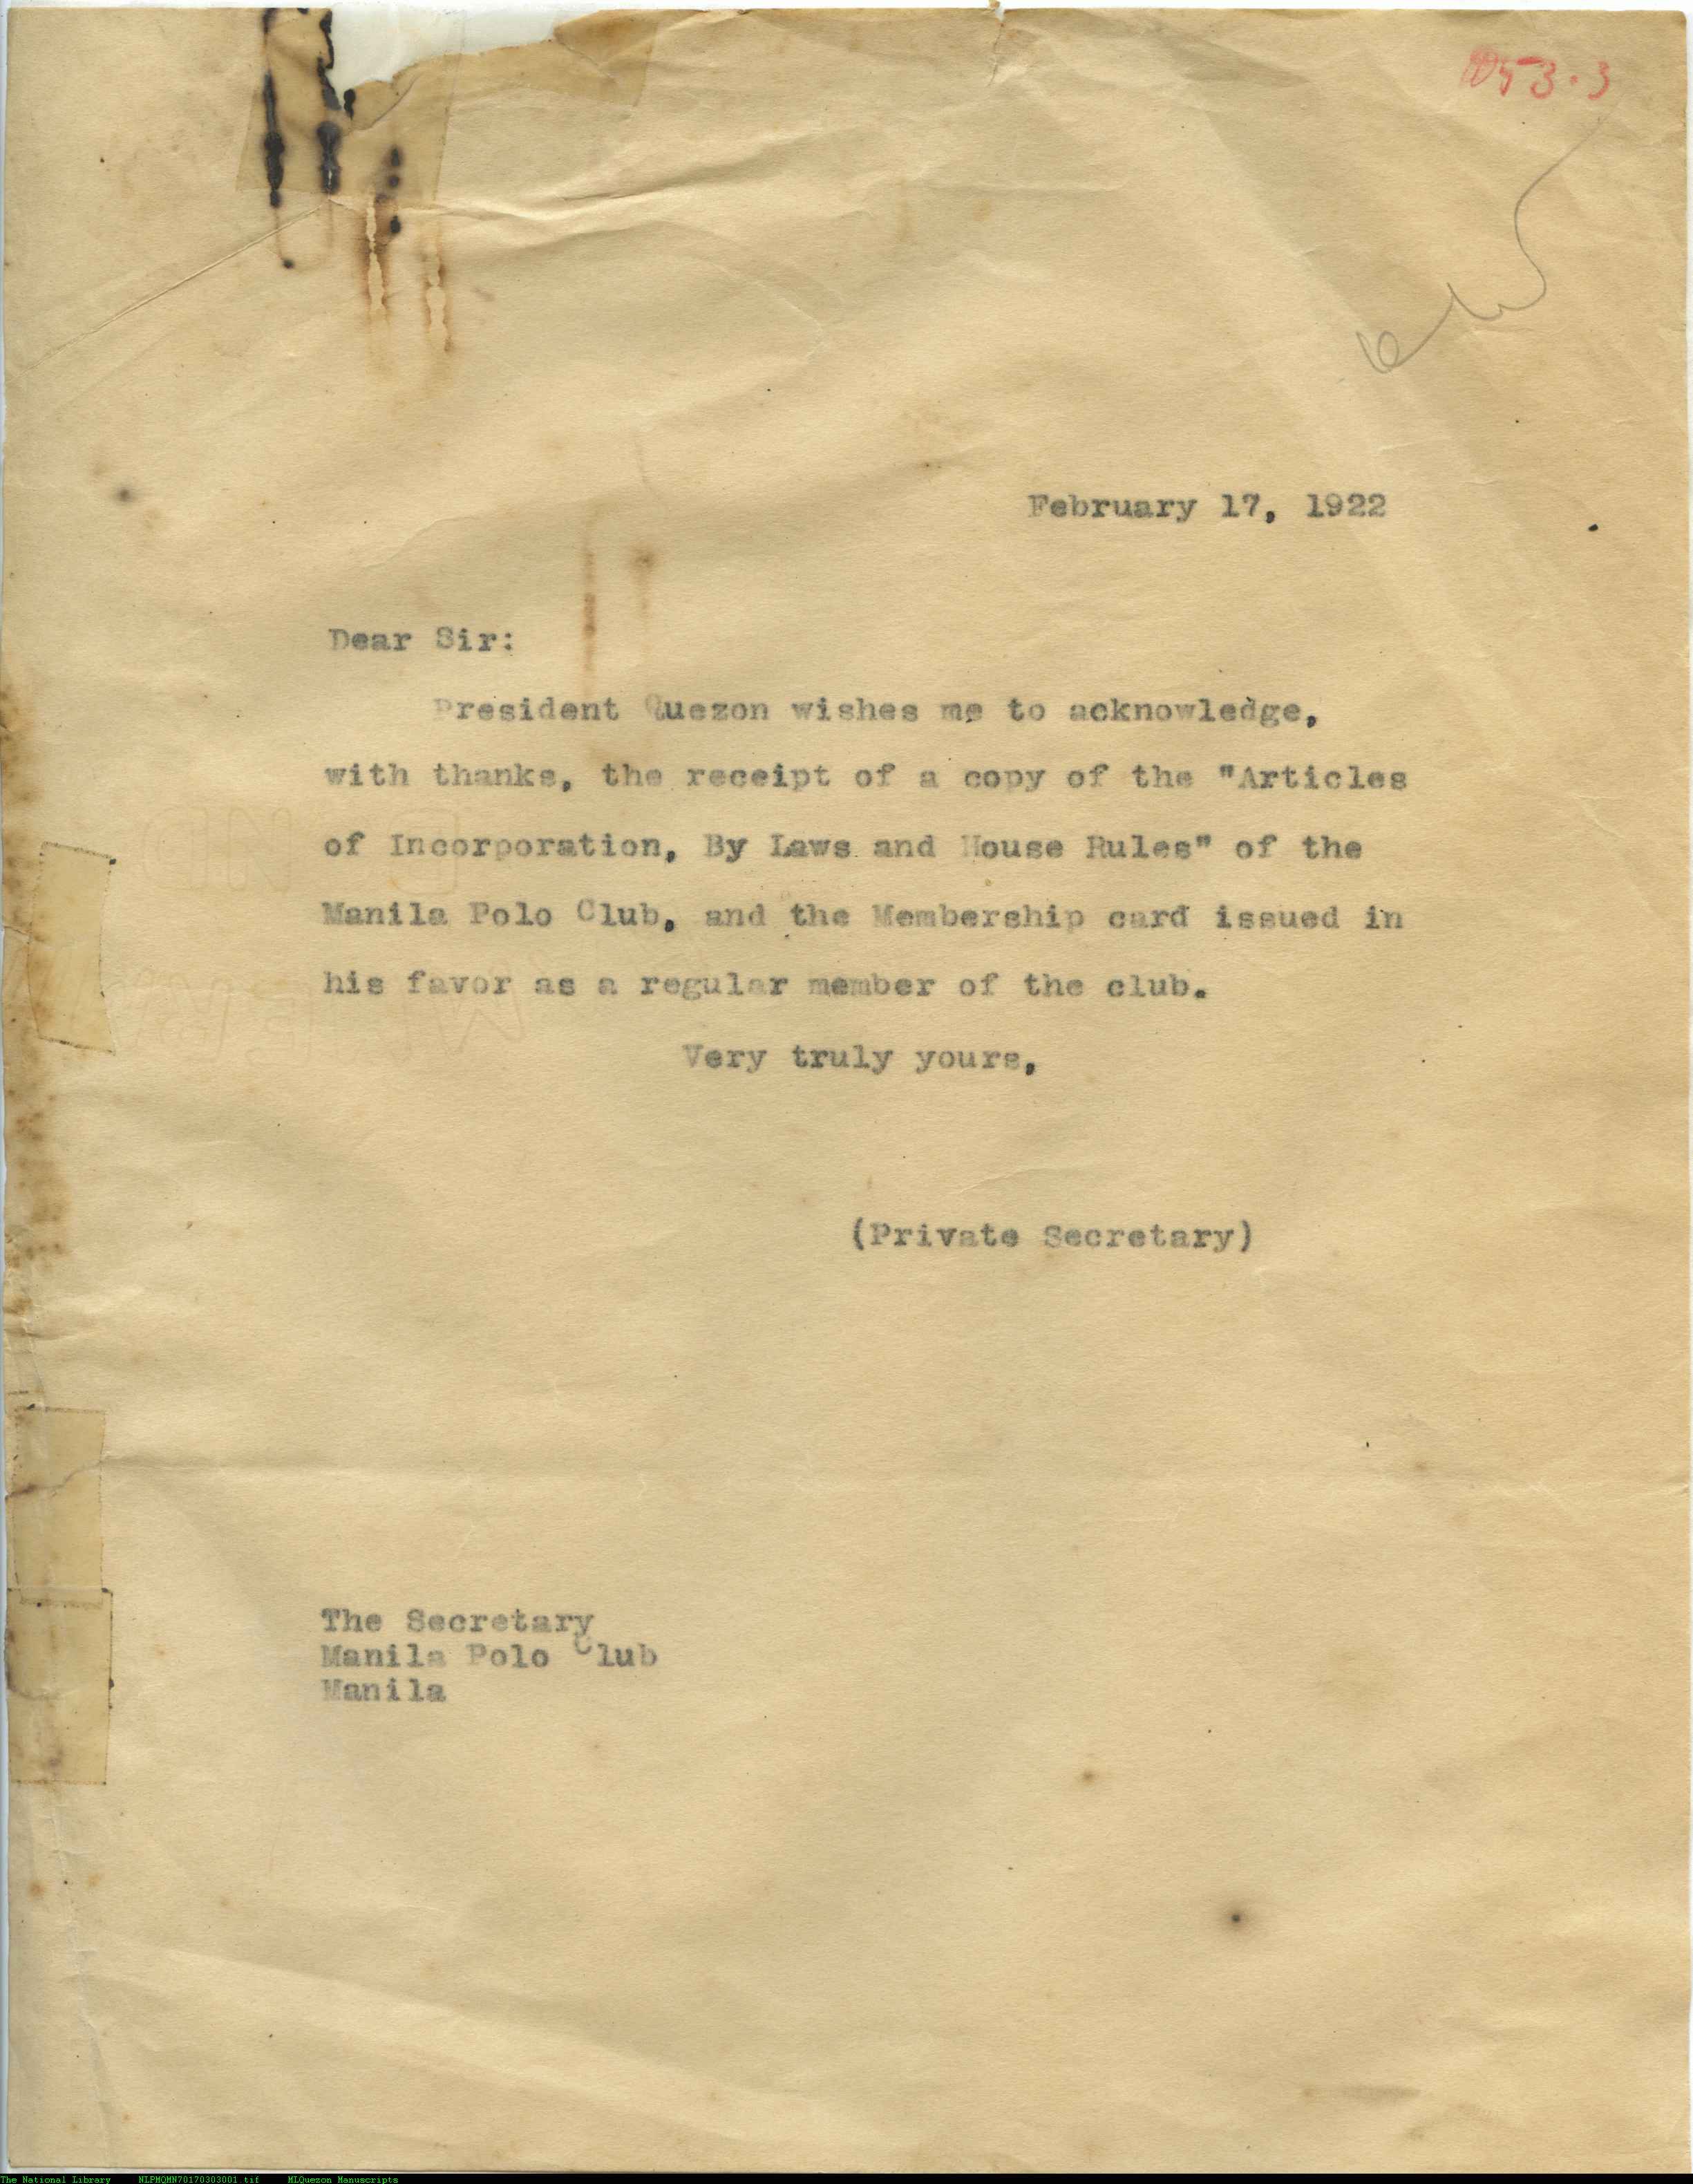 February 17, 1922
Dear Sir:
President Quezon wishes me to acknowledge,
with thanks, the receipt of a copy of the "Articles
of Incorporation, By Laws and House Rules" of the
Manila Polo Club, and the Membership card issued in
his favor as a regular member of the club.
Very truly yours,
(Private Secretary)
The Secretary
Manila Polo Club
Manila
The National Library NLPMQMN70170303001.tif MLQuezon Manuscripts